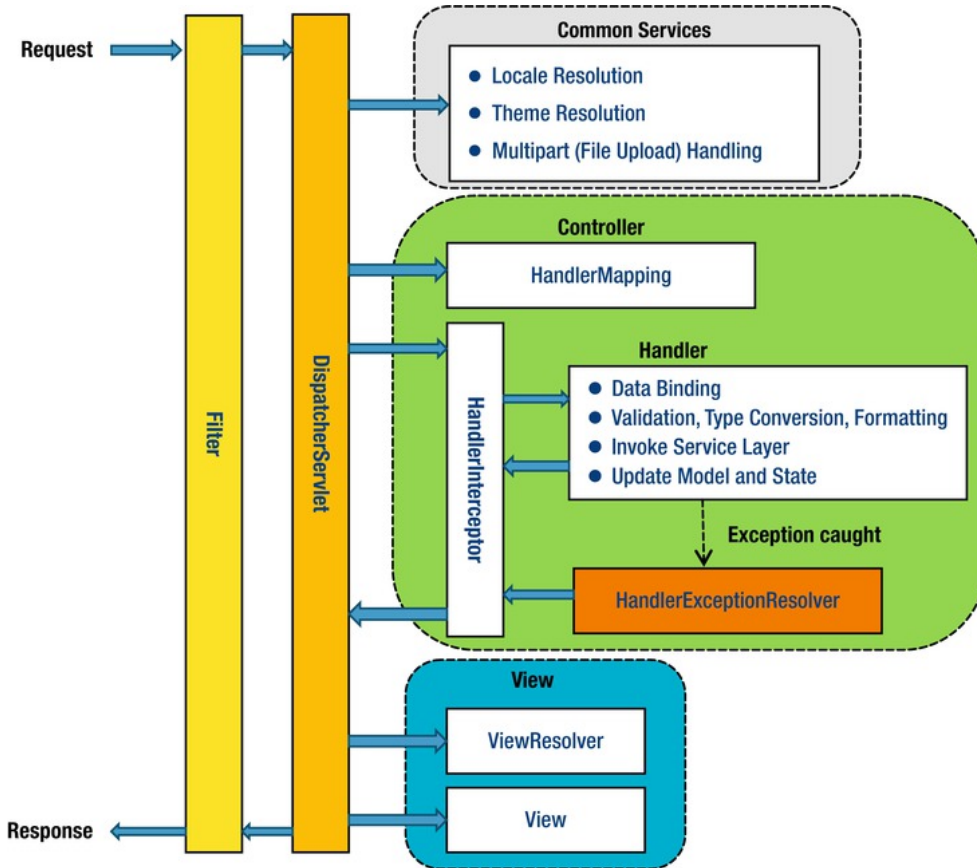 Request
Common Services
Locale Resolution
Theme Resolution
Multipart (File Upload) Handling
Controller
HandlerMapping
Filter
DispatcherServlet
HandlerInterceptor
Handler
Data Binding
Validation, Type Conversion, Formatting
Invoke Service Layer
Update Model and State
Exception caught
HandlerExceptionResolver
View
ViewResolver
View
Response